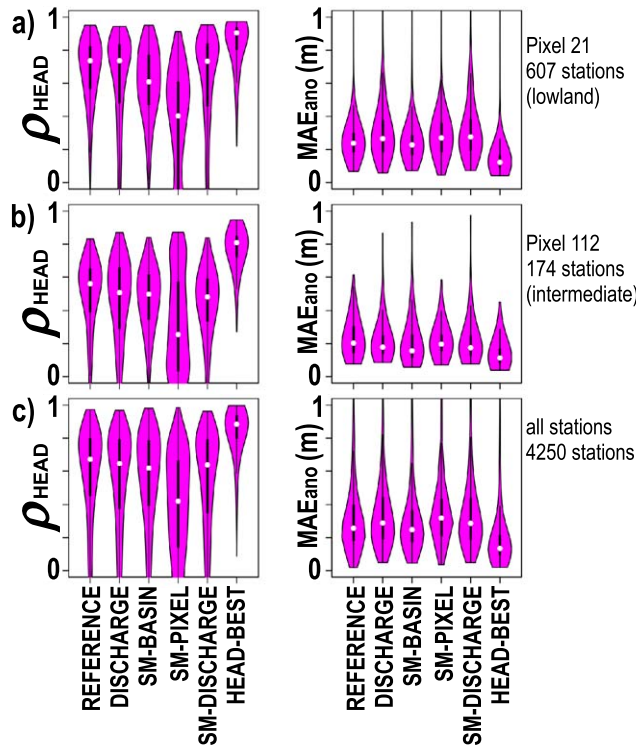 a)
1
ρHEAD
0
1
MAEano (m)
0
Pixel 21
607 stations
(lowland)
b)
1
ρHEAD
0
1
MAEano (m)
0
Pixel 112
174 stations
(intermediate)
c)
1
ρHEAD
0
1
MAEano (m)
0
all stations
4250 stations
REFERENCE
DISCHARGE
SM-BASIN
SM-PIXEL
SM-DISCHARGE
HEAD-BEST
REFERENCE
DISCHARGE
SM-BASIN
SM-PIXEL
SM-DISCHARGE
HEAD-BEST